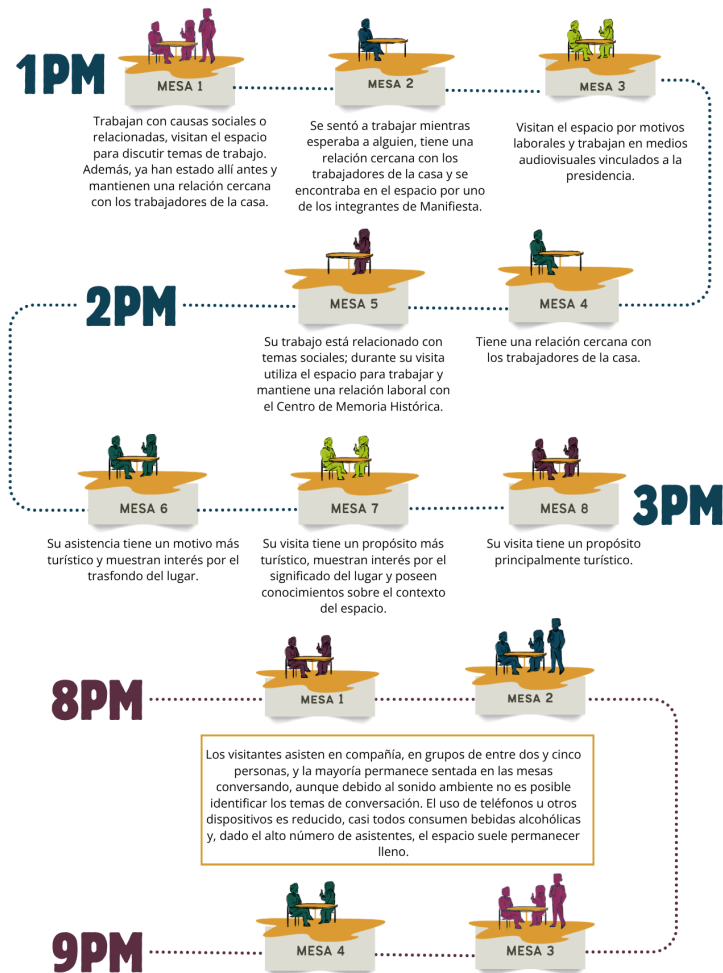 1PM
MESA 1
Trabajan con causas sociales o
relacionadas, visitan el espacio
para discutir temas de trabajo.
Además, ya han estado allí antes y
mantienen una relación cercana
con los trabajadores de la casa.
MESA 2
Se sentó a trabajar mientras
esperaba a alguien, tiene una
relación cercana con los
trabajadores de la casa y se
encontraba en el espacio por uno
de los integrantes de Manifiesta.
MESA 3
Visitan el espacio por motivos
laborales y trabajan en medios
audiovisuales vinculados a la
presidencia.
2PM
MESA 5
Su trabajo está relacionado con
temas sociales; durante su visita
utiliza el espacio para trabajar y
mantiene una relación laboral con
el Centro de Memoria Histórica.
MESA 4
Tiene una relación cercana con
los trabajadores de la casa.
MESA 6
Su asistencia tiene un motivo más
turístico y muestran interés por el
trasfondo del lugar.
MESA 7
Su visita tiene un propósito más
turístico, muestran interés por el
significado del lugar y poseen
conocimientos sobre el contexto
del espacio.
MESA 8
Su visita tiene un propósito
principalmente turístico.
3PM
8PM
MESA 1
MESA 2
Los visitantes asisten en compañía, en grupos de entre dos y cinco
personas, y la mayoría permanece sentada en las mesas
conversando, aunque debido al sonido ambiente no es posible
identificar los temas de conversación. El uso de teléfonos u otros
dispositivos es reducido, casi todos consumen bebidas alcohólicas
y, dado el alto número de asistentes, el espacio suele permanecer
lleno.
9PM
MESA 4
MESA 3